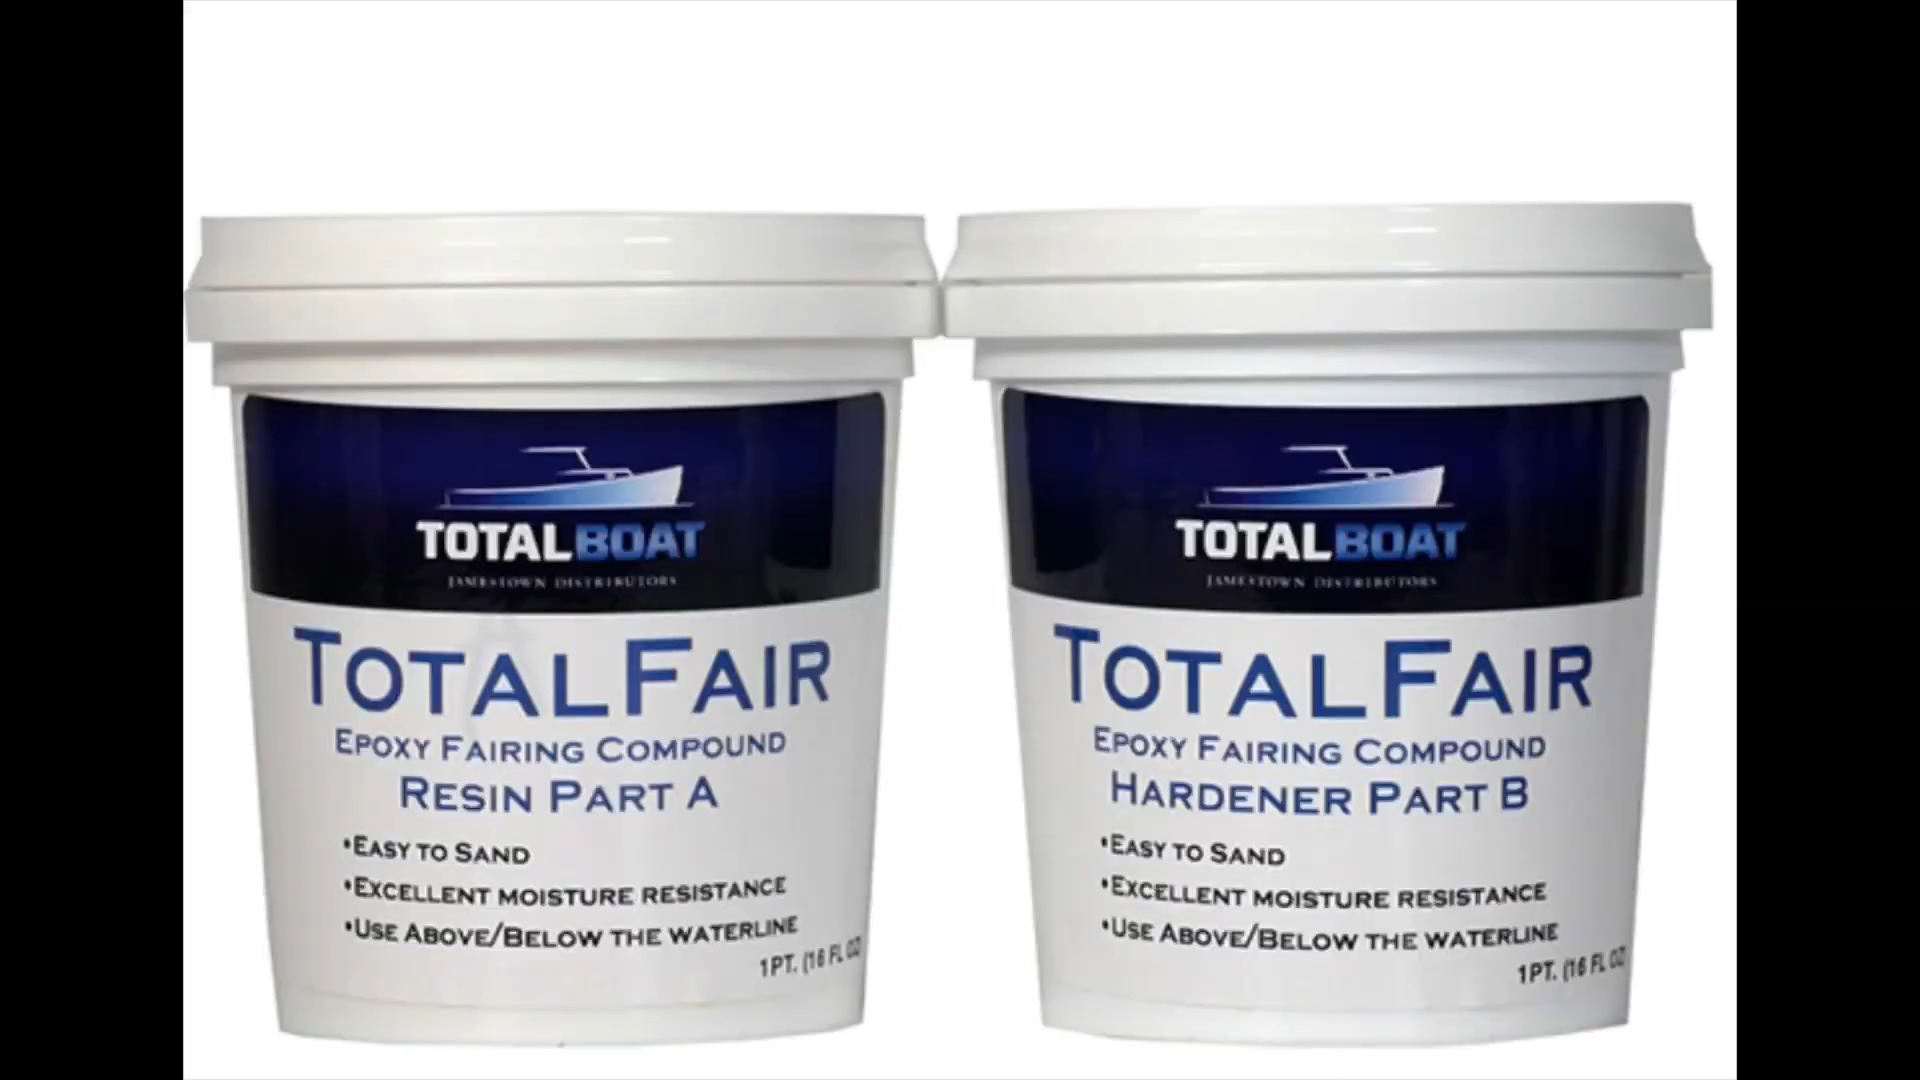 TOTALBOAT
JAMESTOWN DISTRIBUTORS
TOTALFAIR
EPOXY FAIRING COMPOUND
RESIN PART A
•EASY TO SAND
•EXCELLENT MOISTURE RESISTANCE
•USE ABOVE/BELOW THE WATERLINE
1PT. (16 FL OZ
TOTALBOAT
JAMESTOWN DISTRIBUTORS
TOTALFAIR
EPOXY FAIRING COMPOUND
HARDENER PART B
•EASY TO SAND
•EXCELLENT MOISTURE RESISTANCE
•USE ABOVE/BELOW THE WATERLINE
1PT. (16 FL OZ